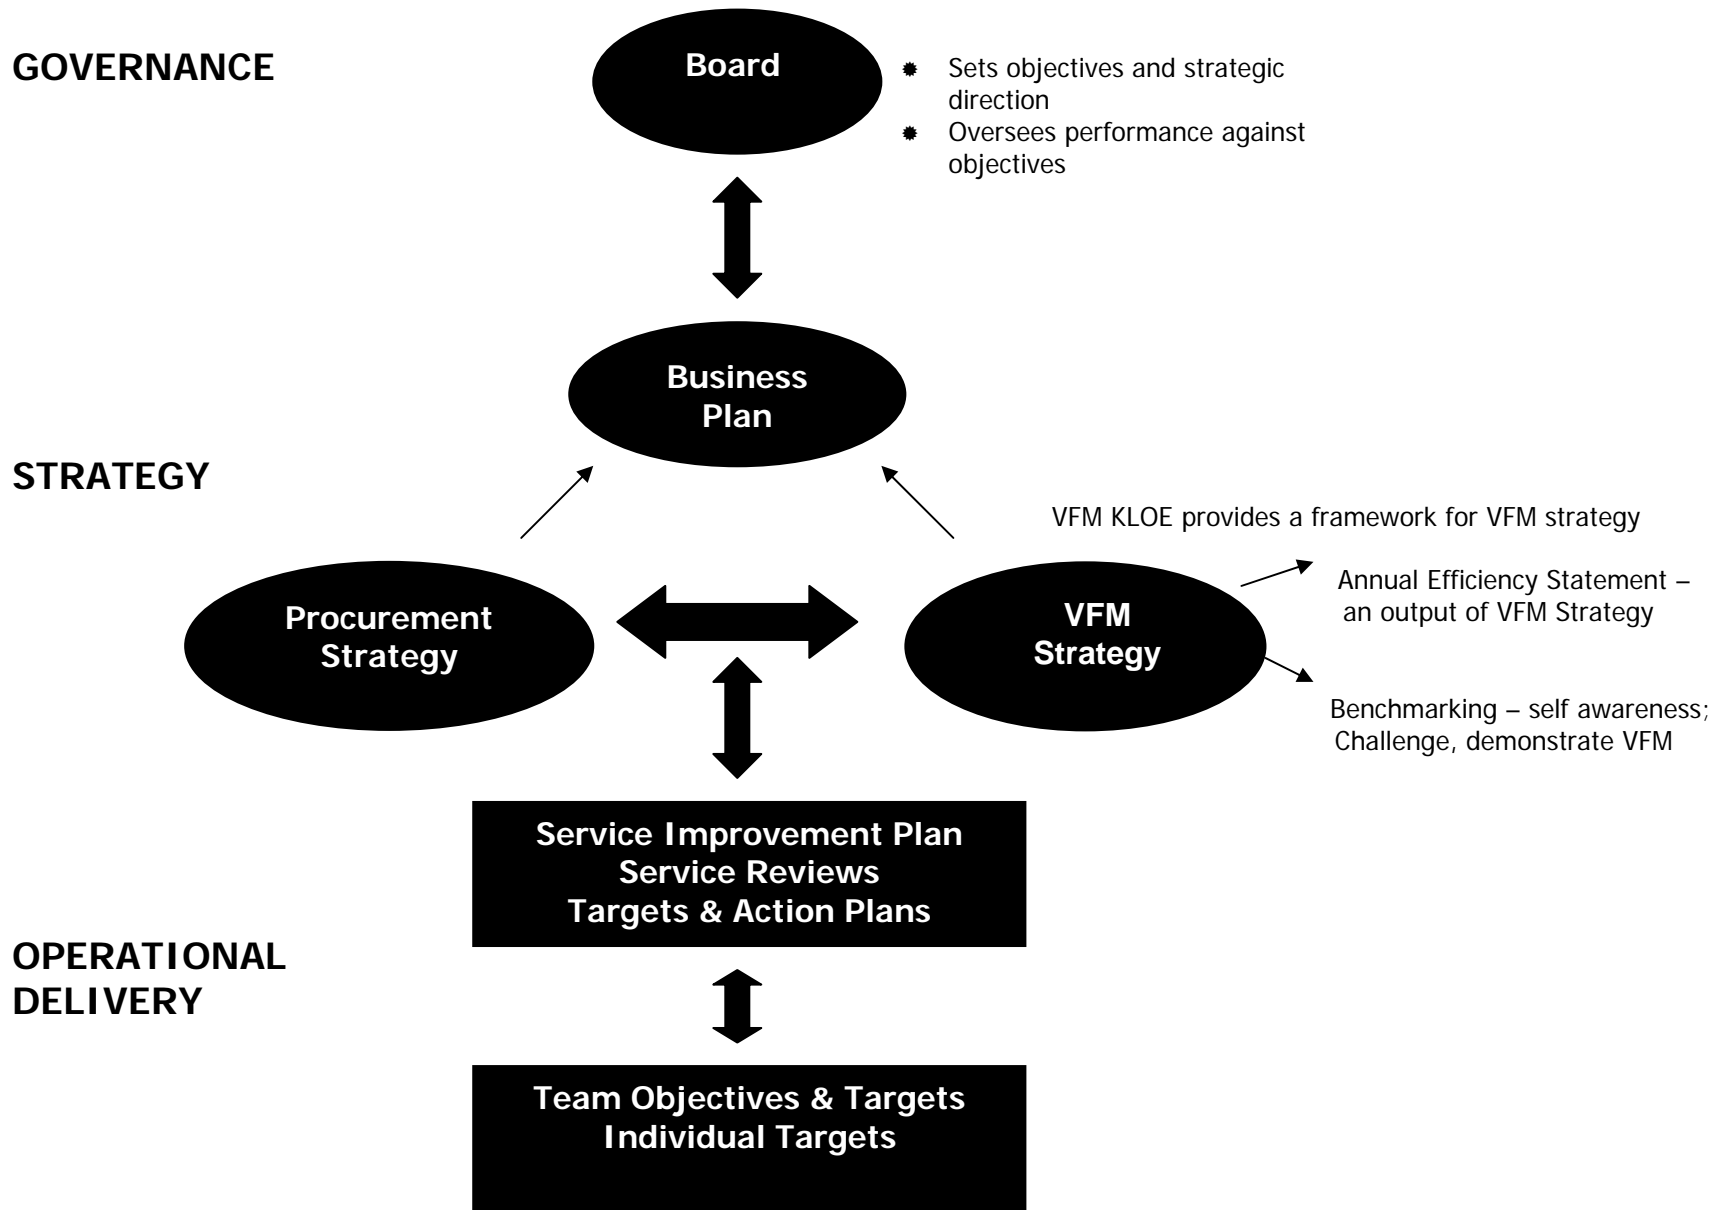 GOVERNANCE
Board
Sets objectives and strategic
direction
Oversees performance against
objectives
Business
Plan
STRATEGY
VFM KLOE provides a framework for VFM strategy
Annual Efficiency Statement –
an output of VFM Strategy
Procurement
Strategy
VFM
Strategy
Benchmarking – self awareness;
Challenge, demonstrate VFM
Service Improvement Plan
Service Reviews
Targets & Action Plans
OPERATIONAL
DELIVERY
Team Objectives & Targets
Individual Targets